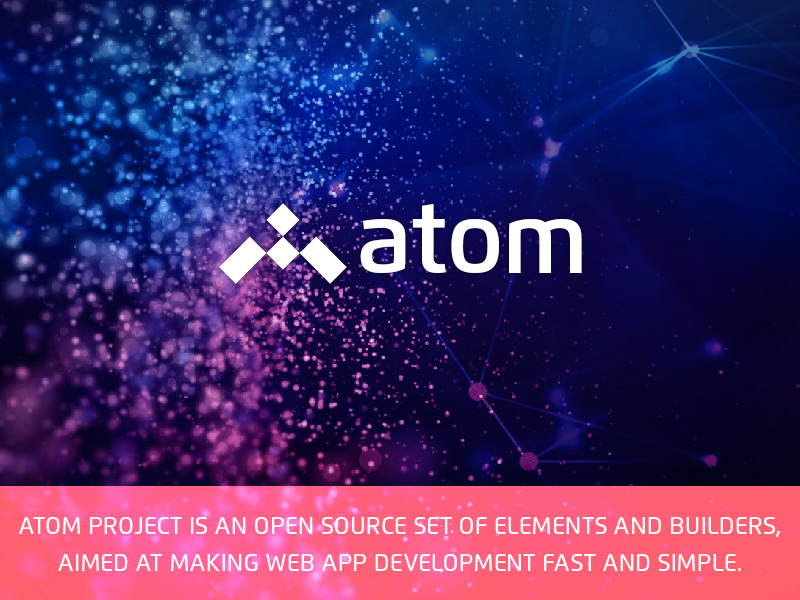 atom
ATOM PROJECT IS AN OPEN SOURCE SET OF ELEMENTS AND BUILDERS,
AIMED AT MAKING WEB APP DEVELOPMENT FAST AND SIMPLE.